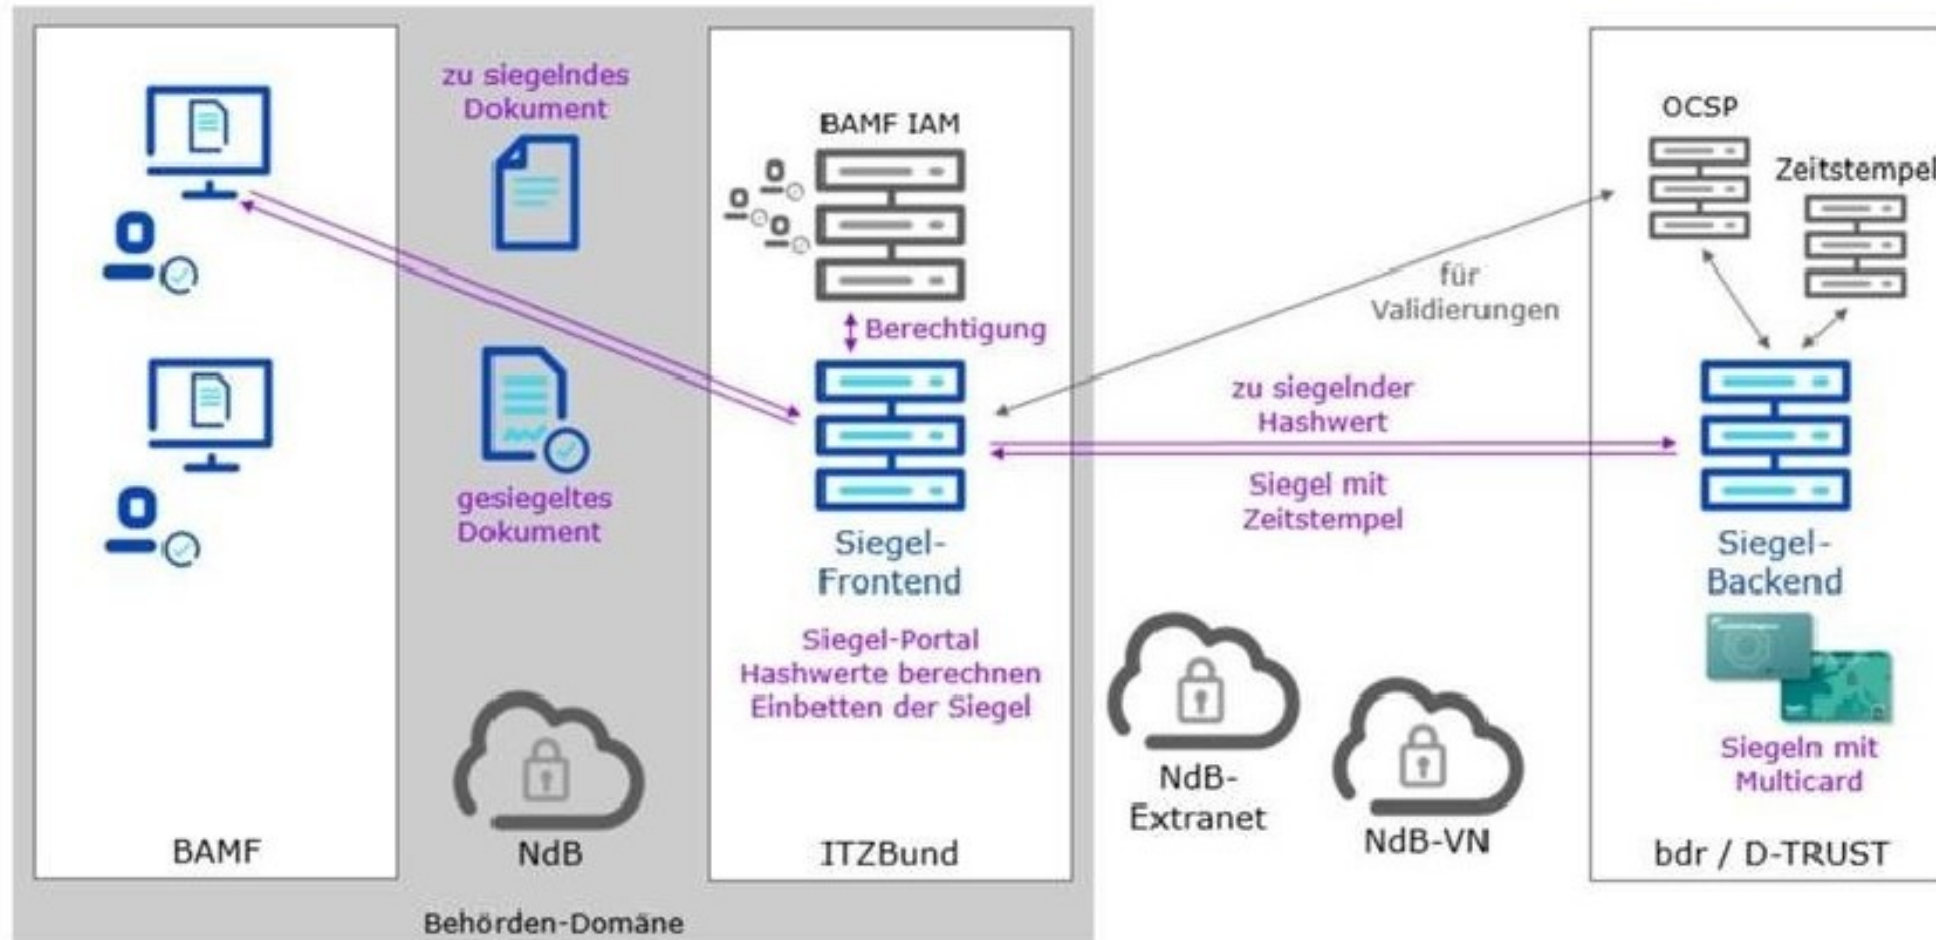 zu siegelndes
Dokument
gesiegeltes
Dokument
BAMF
NdB
Behörden-Domäne
BAMF IAM
Berechtigung
Siegel-
Frontend
Siegel-Portal
Hashwerte berechnen
Einbetten der Siegel
ITZBund
für
Validierungen
zu siegelnder
Hashwert
Siegel mit
Zeitstempel
NdB-
Extranet
NdB-VN
OCSP
Zeitstempel
Siegel-
Backend
Siegeln mit
Multicard
bdr / D-TRUST